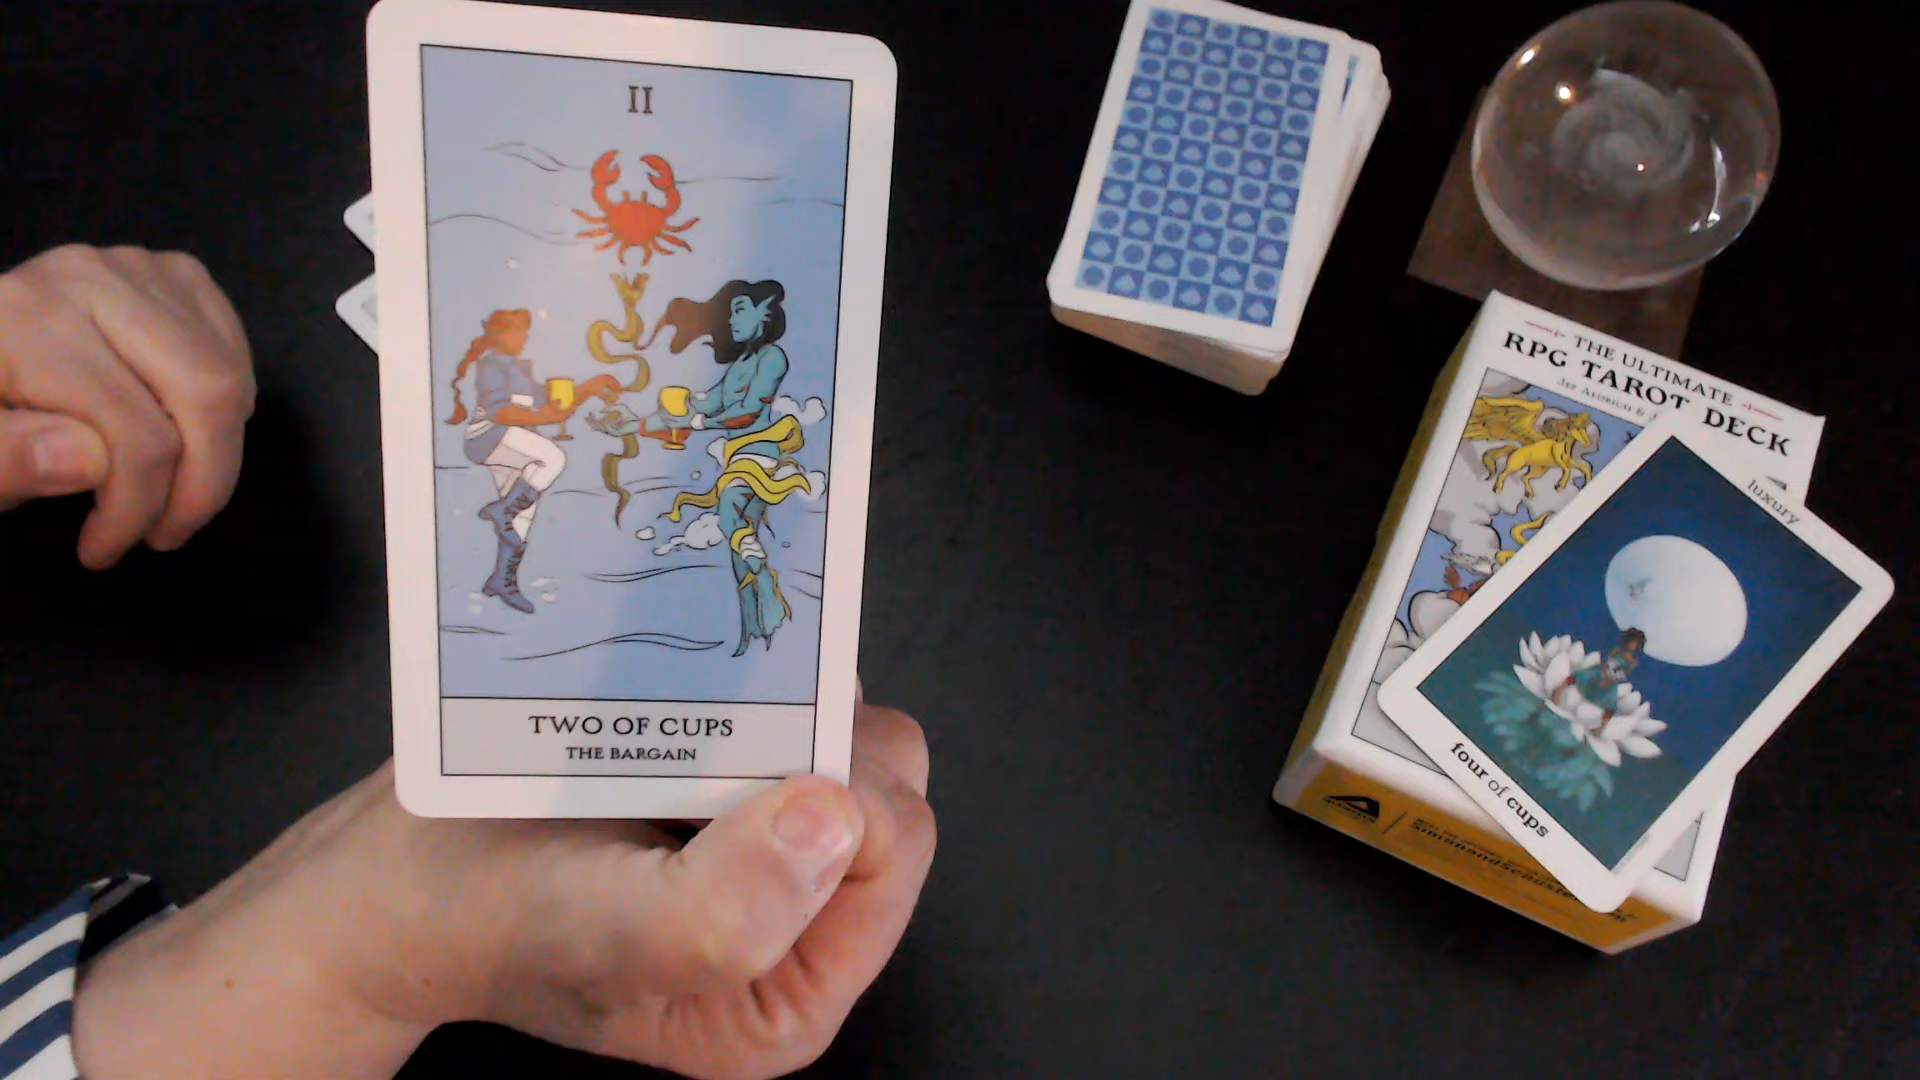 II
TWO OF CUPS
THE BARGAIN
THE ULTIMATE
RPG TAROT DECK
luxury
four of cups